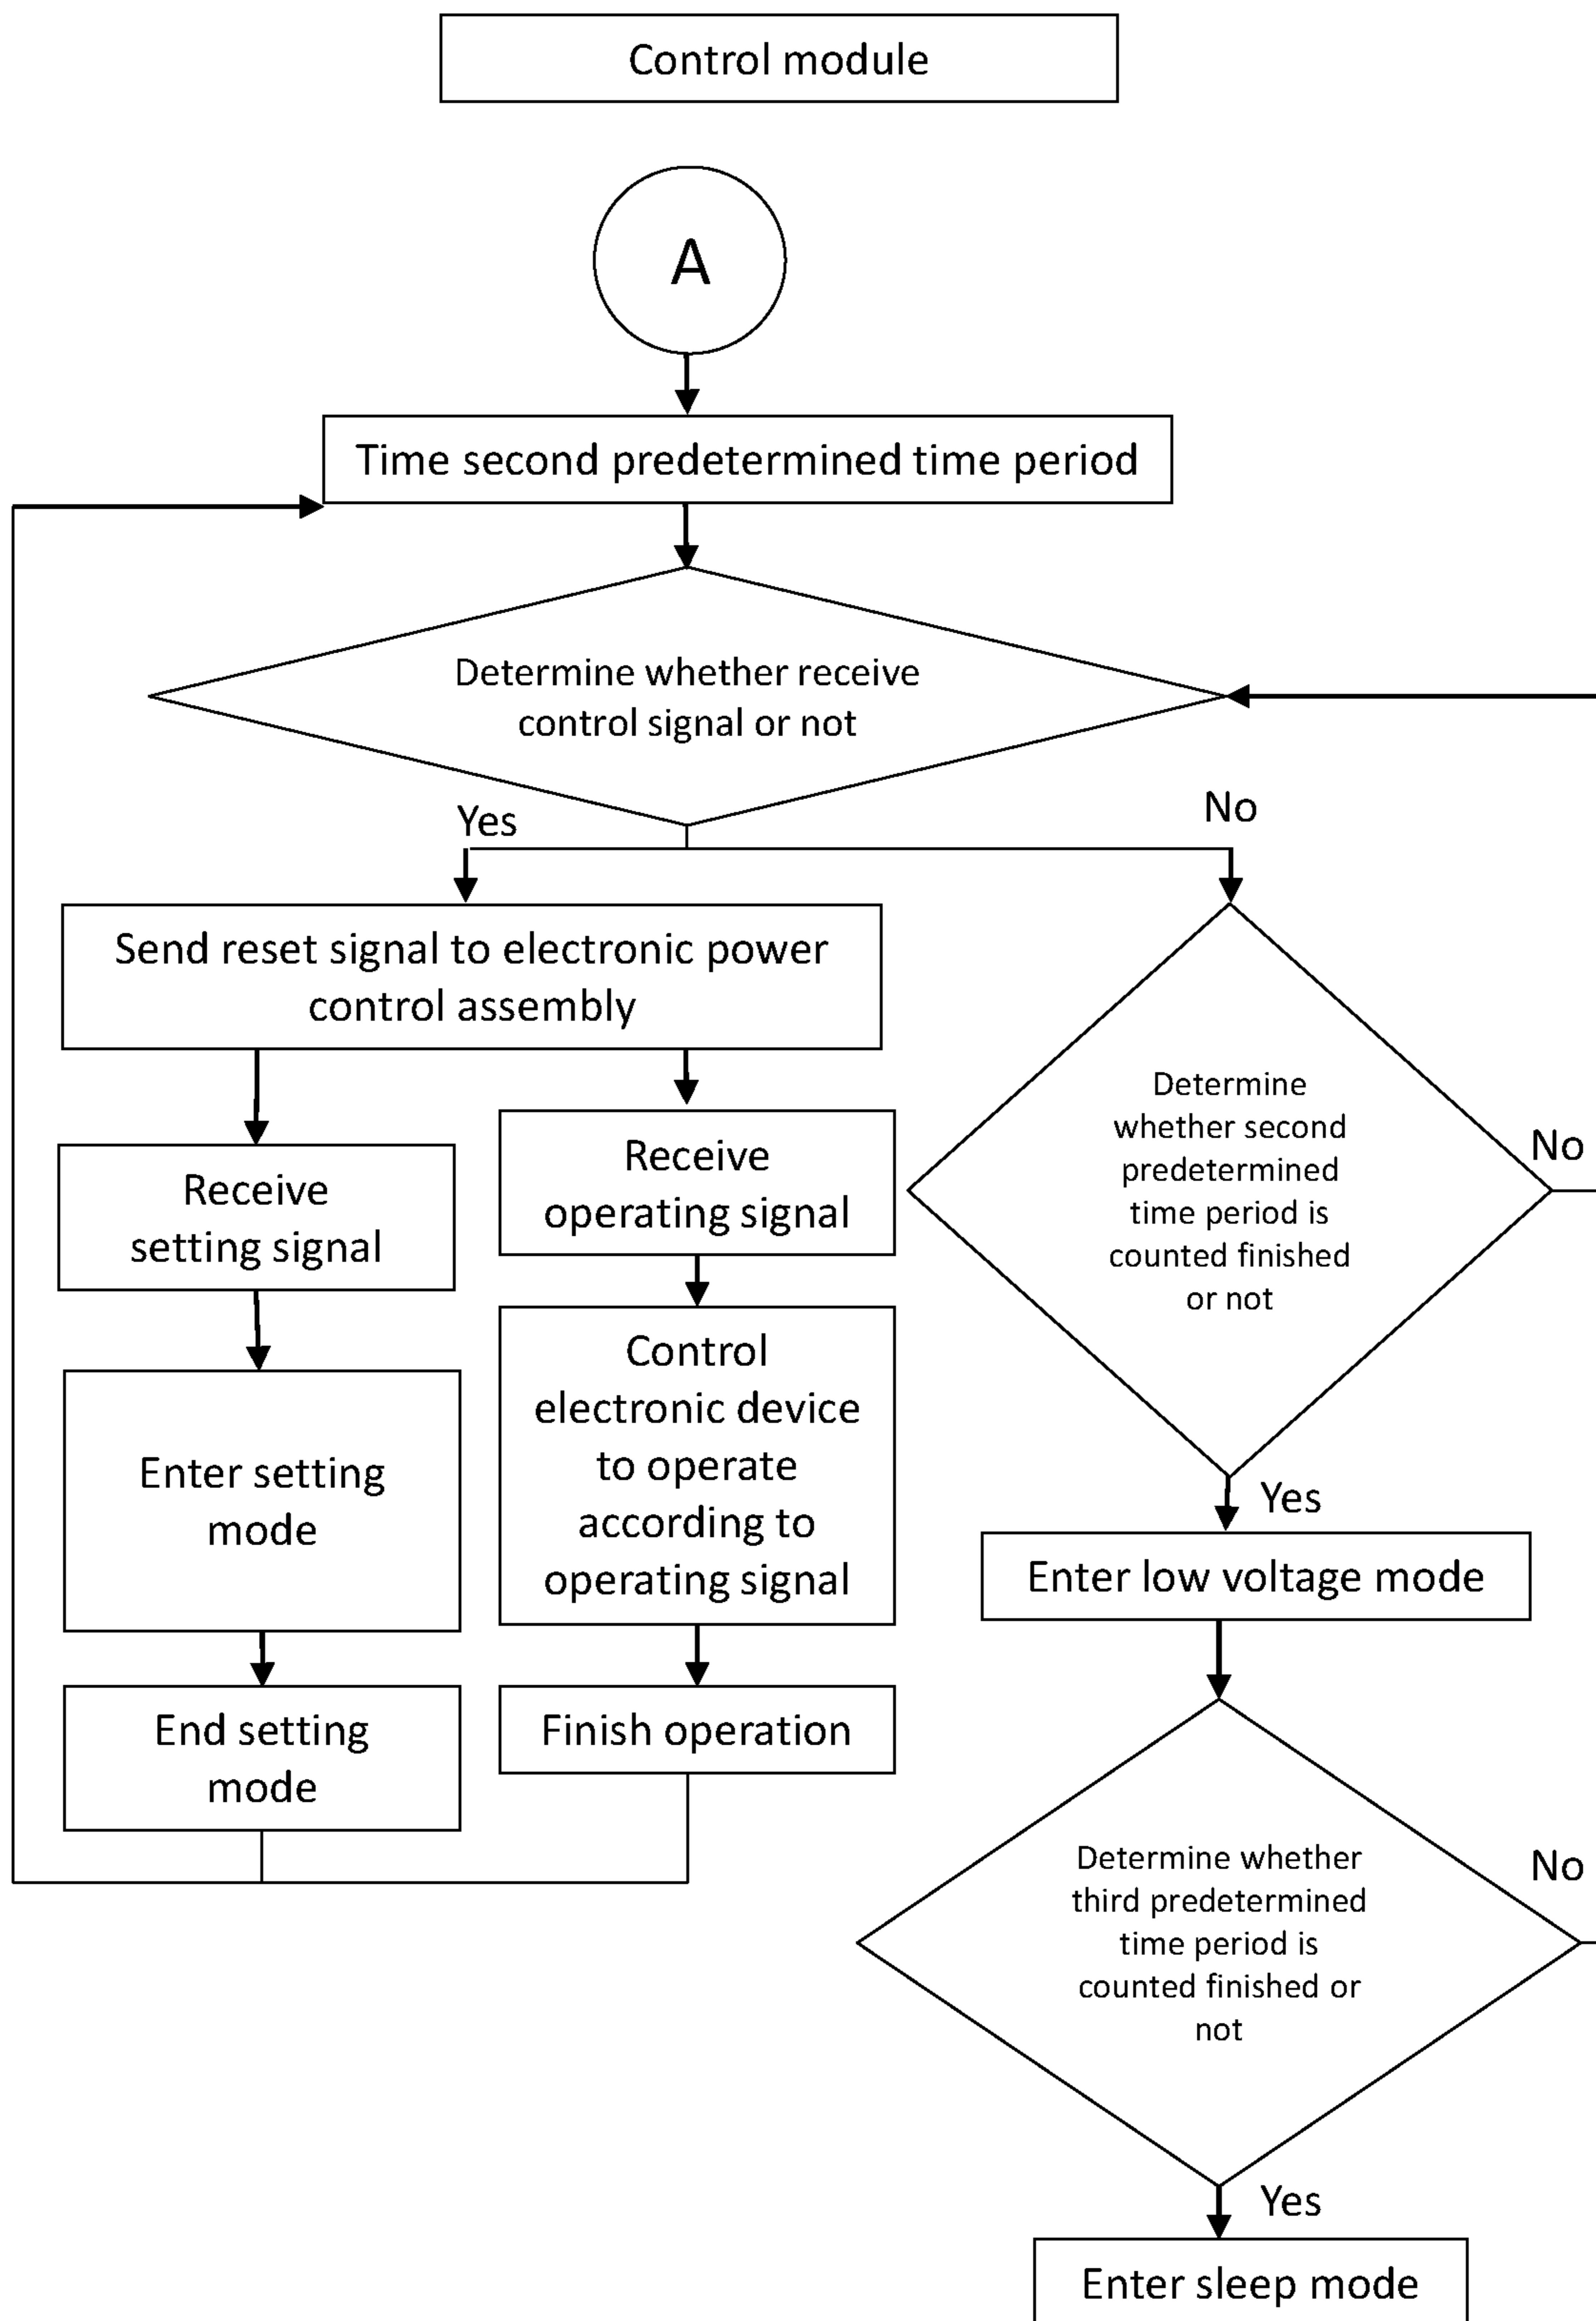 Control module
A
Time second predetermined time period
Determine whether receive
control signal or not
Yes
No
Send reset signal to electronic power
control assembly
Receive
setting signal
Enter setting
mode
End setting
mode
Receive
operating signal
Control
electronic device
to operate
according to
operating signal
Finish operation
Determine
whether second
predetermined
time period is
counted finished
or not
No
Yes
Enter low voltage mode
Determine whether
third predetermined
time period is
counted finished or
not
No
Yes
Enter sleep mode